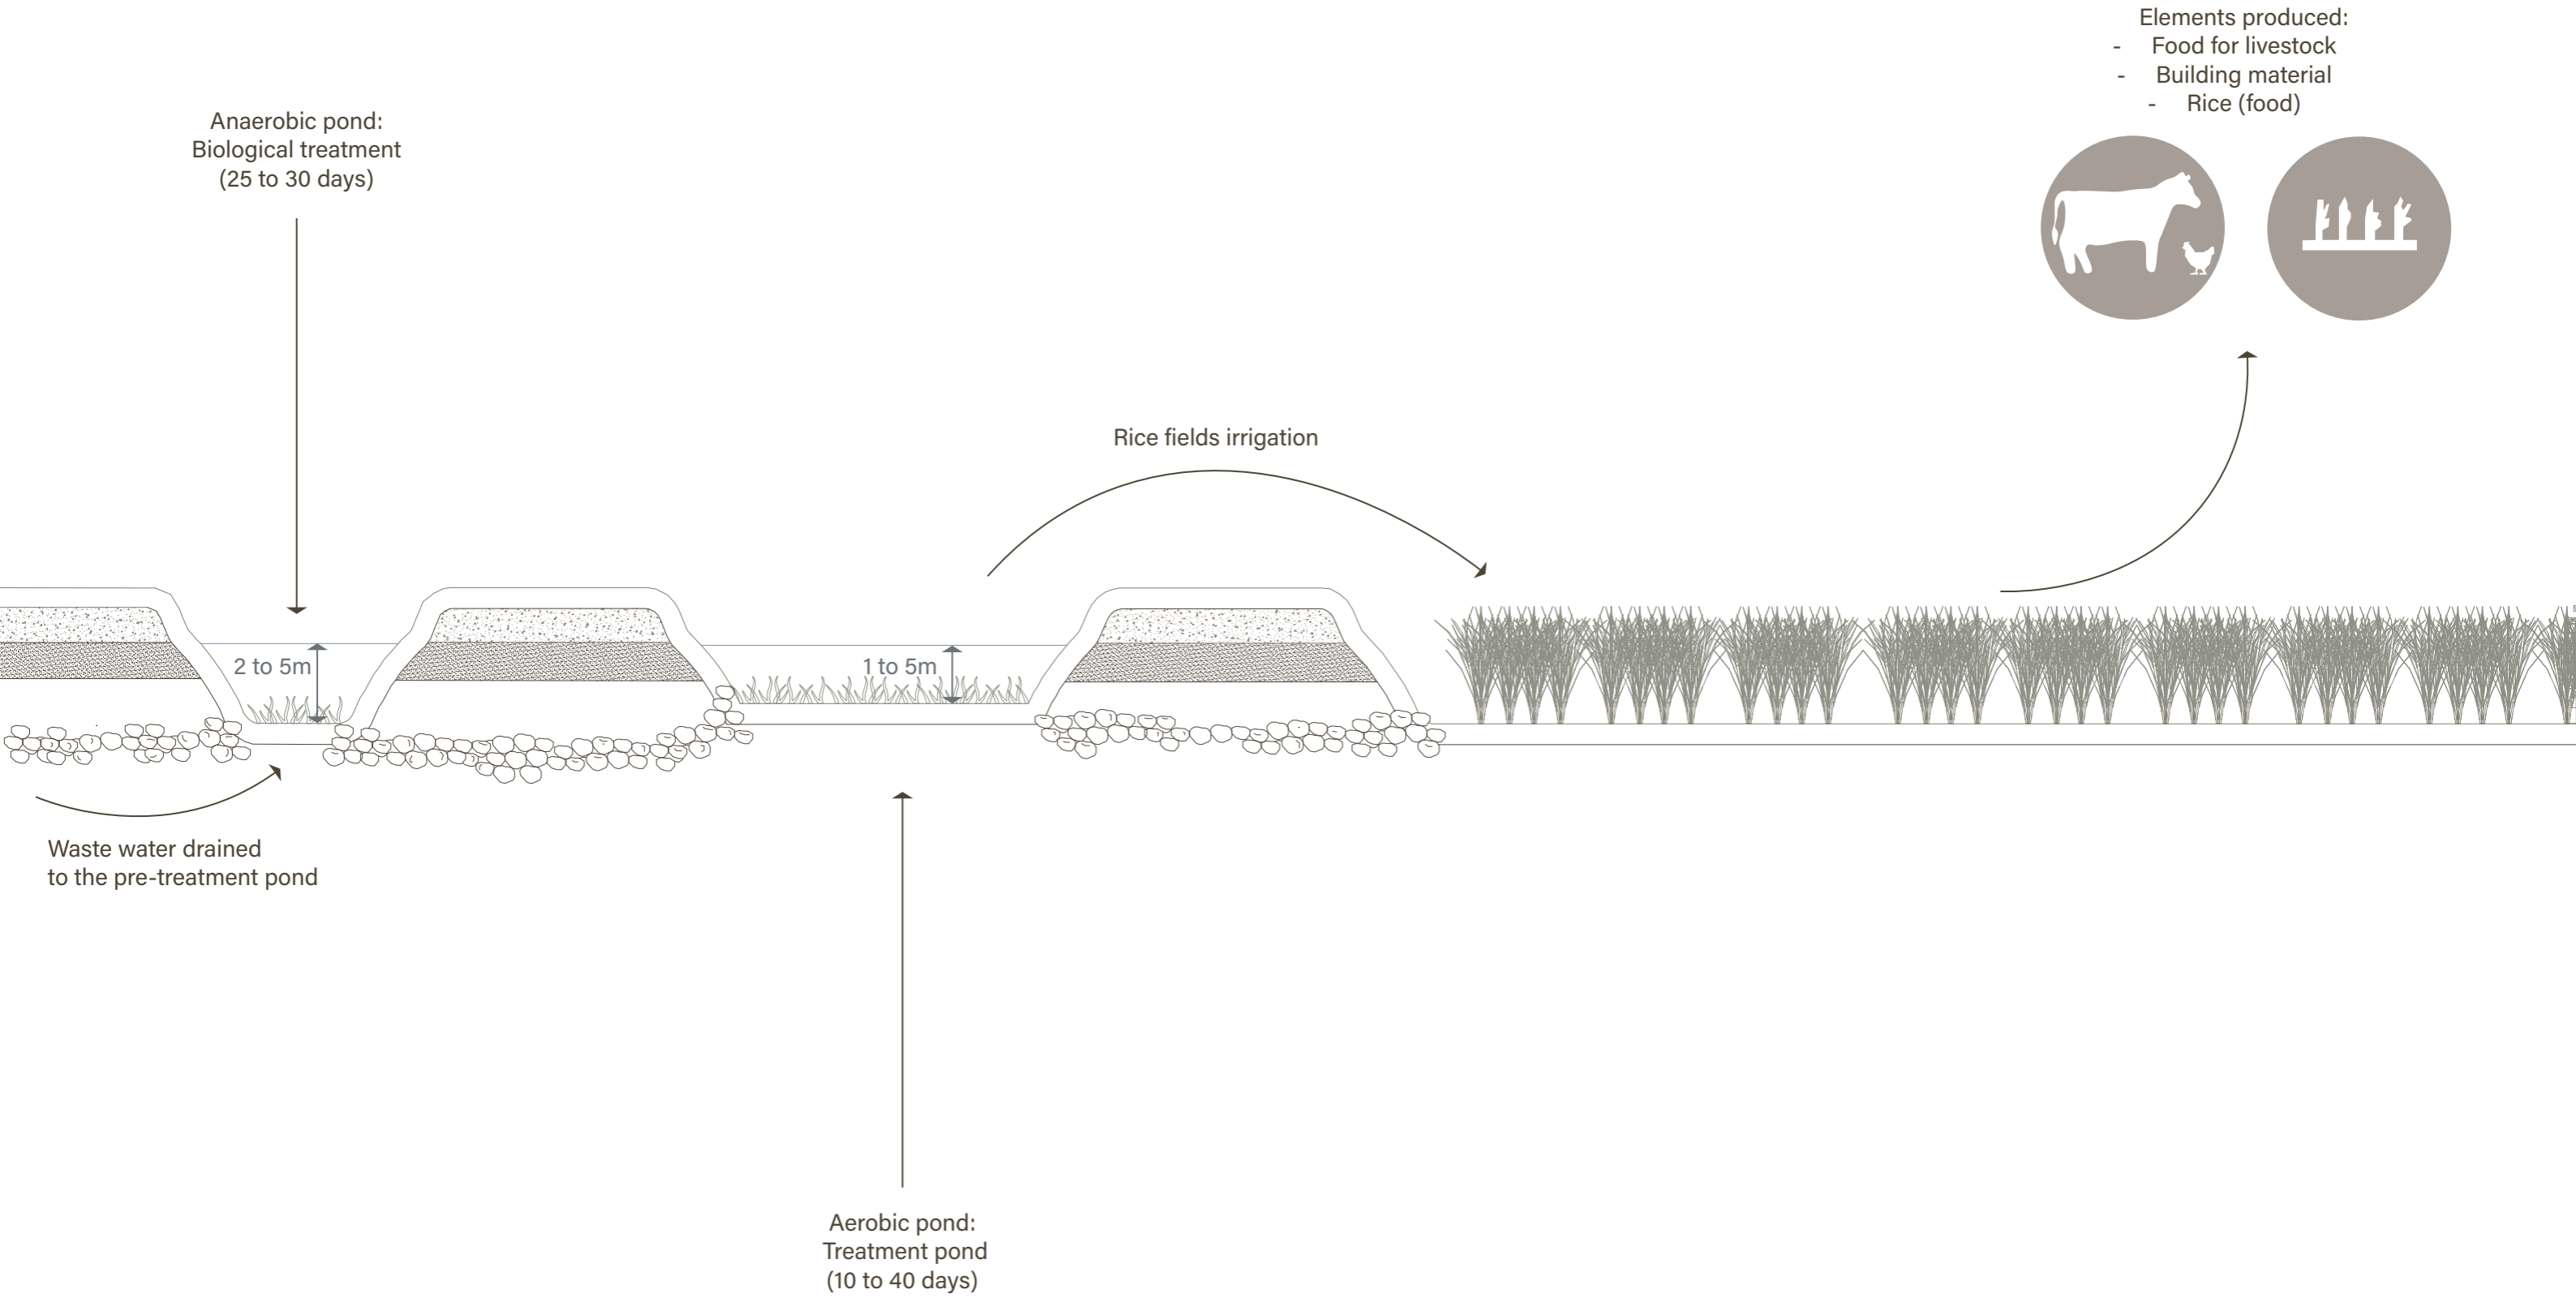 Elements produced:
- Food for livestock
- Building material
- Rice (food)
Anaerobic pond:
Biological treatment
(25 to 30 days)
Rice fields irrigation
2 to 5m
1 to 5m
Waste water drained
to the pre-treatment pond
Aerobic pond:
Treatment pond
(10 to 40 days)